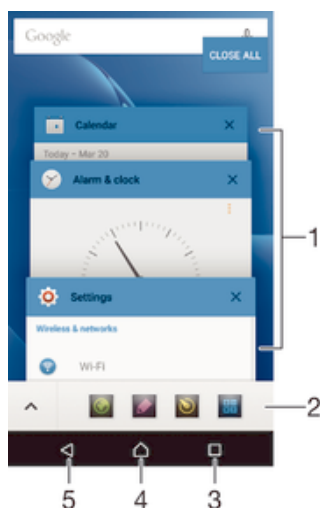 Google
CLOSE ALL
Calendar
Today - Mar 20
Alarm & clock
Settings
Wireless & networks
Wi-Fi
1
2
5 4 3